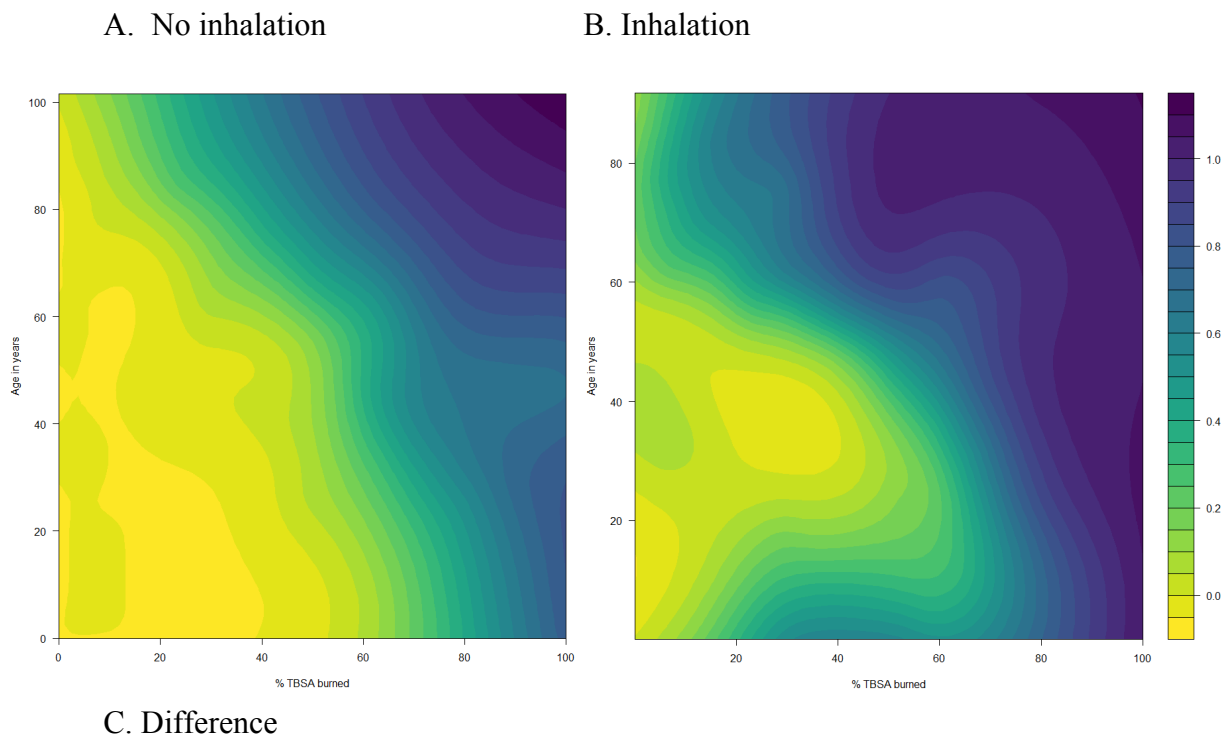 A. No inhalation
B. Inhalation
100
80
60
40
20
0
Age in years
0 20 40 60 80 100
% TBSA burned
80
60
40
20
Age in years
20 40 60 80 100
% TBSA burned
1.0
0.8
0.6
0.4
0.2
0.0
C. Difference